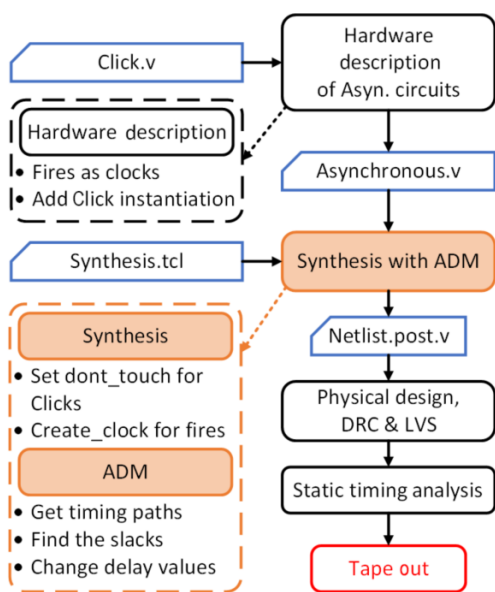 Click.v
Hardware
description
of Asyn. circuits
Hardware description
• Fires as clocks
• Add Click instantiation
Asynchronous.v
Synthesis.tcl
Synthesis with ADM
Synthesis
• Set dont_touch for
Clicks
• Create_clock for fires
ADM
• Get timing paths
• Find the slacks
• Change delay values
Netlist.post.v
Physical design,
DRC & LVS
Static timing analysis
Tape out